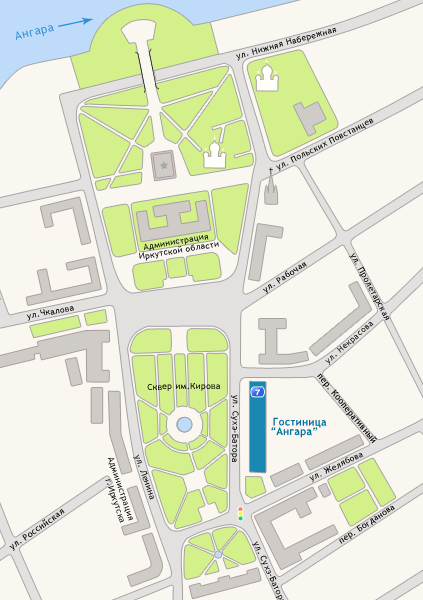 Ангара
ул. Нижняя Набережная
ул. Польских Повстанцев
Администрация
Иркутской области
ул. Пролетарская
ул. Рабочая
ул.Чкалова
ул. Некрасова
Сквер им.Кирова
пер. Кооперативный
7
ул. Сухэ-Батора
Гостиница
“Ангара”
ул. Желябова
ул. Ленина
Администрация
г.Иркутска
ул. Российская
пер. Богданова
ул. Сухэ-Батора